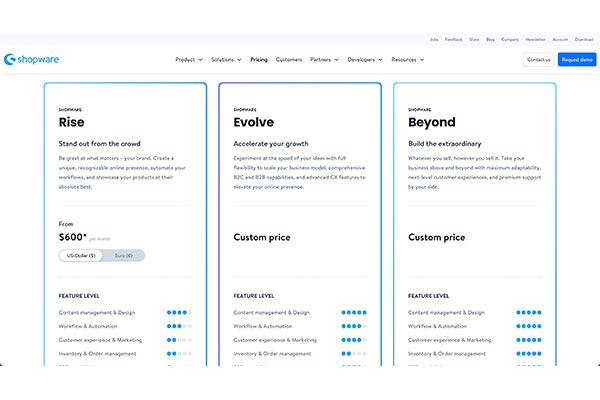 Jobs Feedback Store Blog Company Newsletter Account Download
shopware
Product Solutions Pricing Customers Partners Developers Resources Contact us Request demo
SHOPWARE
Rise
Stand out from the crowd
Be great at what matters – your brand. Create a
unique, recognizable online presence, automate your
workflows, and showcase your products at their
absolute best.
From
$600* per month
US-Dollar ($) Euro (€)
FEATURE LEVEL
Content management & Design
Workflow & Automation
Customer experience & Marketing
Inventory & Order management
SHOPWARE
Evolve
Accelerate your growth
Experiment at the speed of your ideas with full
flexibility to scale your business model, comprehensive
B2C and B2B capabilities, and advanced CX features to
elevate your online presence.
Custom price
FEATURE LEVEL
Content management & Design
Workflow & Automation
Customer experience & Marketing
Inventory & Order management
SHOPWARE
Beyond
Build the extraordinary
Whatever you sell, however you sell it. Take your
business above and beyond with maximum adaptability,
next-level customer experiences, and premium support
by your side.
Custom price
FEATURE LEVEL
Content management & Design
Workflow & Automation
Customer experience & Marketing
Inventory & Order management